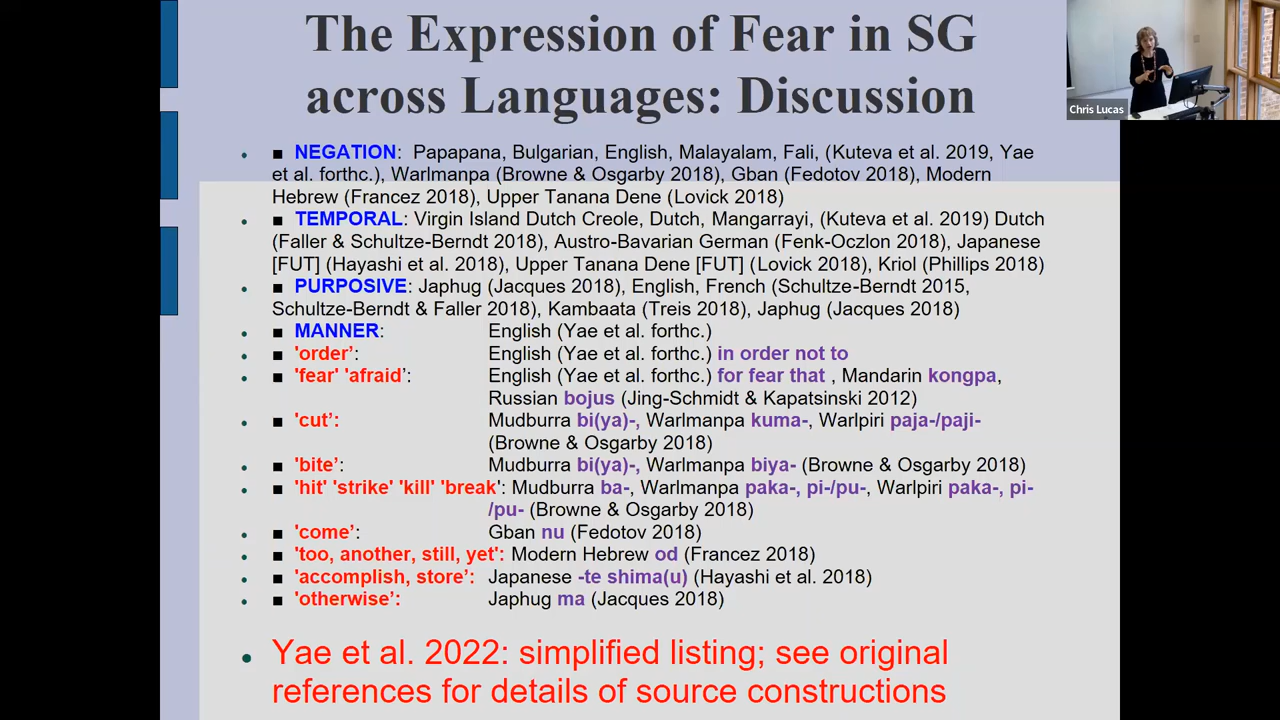 The Expression of Fear in SG
across Languages: Discussion
Chris Lucas
• ■ NEGATION: Papapana, Bulgarian, English, Malayalam, Fali, (Kuteva et al. 2019, Yae
et al. forthc.), Warlmanpa (Browne & Osgarby 2018), Gban (Fedotov 2018), Modern
Hebrew (Francez 2018), Upper Tanana Dene (Lovick 2018)
• ■ TEMPORAL: Virgin Island Dutch Creole, Dutch, Mangarrayi, (Kuteva et al. 2019) Dutch
(Faller & Schultze-Berndt 2018), Austro-Bavarian German (Fenk-Oczlon 2018), Japanese
[FUT] (Hayashi et al. 2018), Upper Tanana Dene [FUT] (Lovick 2018), Kriol (Phillips 2018)
• ■ PURPOSIVE: Japhug (Jacques 2018), English, French (Schultze-Berndt 2015,
Schultze-Berndt & Faller 2018), Kambaata (Treis 2018), Japhug (Jacques 2018)
• ■ MANNER: English (Yae et al. forthc.)
• ■ 'order’: English (Yae et al. forthc.) in order not to
• ■ 'fear' 'afraid’: English (Yae et al. forthc.) for fear that , Mandarin kongpa,
Russian bojus (Jing-Schmidt & Kapatsinski 2012)
• ■ 'cut’: Mudburra bi(ya)-, Warlmanpa kuma-, Warlpiri paja-/paji-
(Browne & Osgarby 2018)
• ■ 'bite’: Mudburra bi(ya)-, Warlmanpa biya- (Browne & Osgarby 2018)
• ■ 'hit' 'strike' 'kill' 'break': Mudburra ba-, Warlmanpa paka-, pi-/pu-, Warlpiri paka-, pi-
/pu- (Browne & Osgarby 2018)
• ■ 'come’: Gban nu (Fedotov 2018)
• ■ 'too, another, still, yet': Modern Hebrew od (Francez 2018)
• ■ 'accomplish, store’: Japanese -te shima(u) (Hayashi et al. 2018)
• ■ 'otherwise’: Japhug ma (Jacques 2018)
• Yae et al. 2022: simplified listing; see original
references for details of source constructions